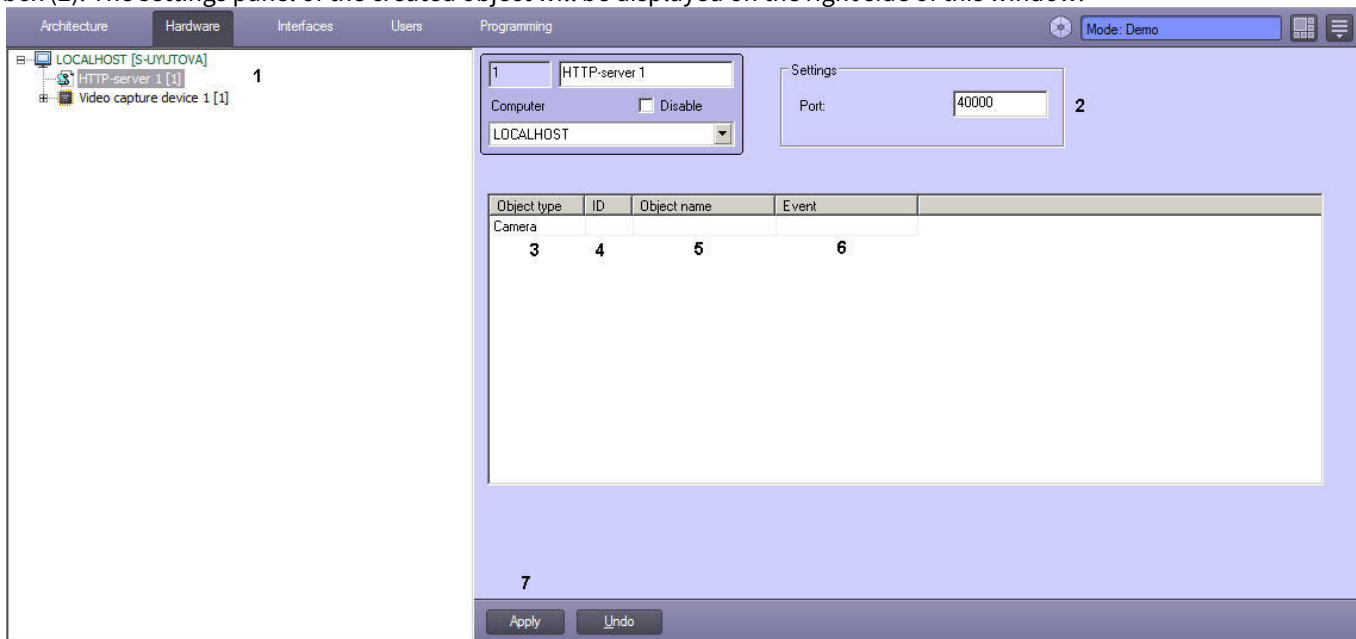 (2). The settings panel of the created object will be displayed on the right side of this window.
Architecture Hardware Interfaces Users Programming Mode: Demo
LOCALHOST [S-UYUTOVA]
HTTP-server 1 [1] 1
Video capture device 1 [1]
1 HTTP-server 1
Computer Disable
LOCALHOST
Settings
Port: 40000 2
Object type ID Object name Event
Camera
3 4 5 6
7
Apply Undo